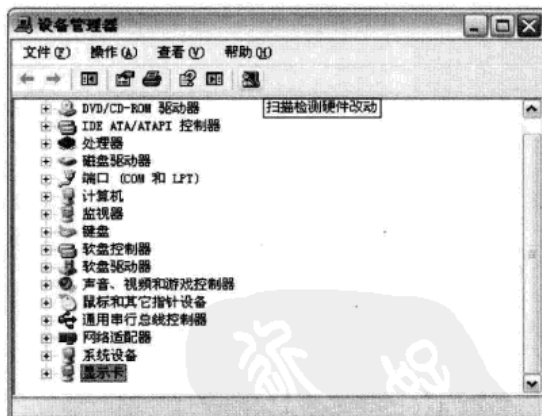 设备管理器
文件(F) 操作(A) 查看(V) 帮助(H)
扫描检测硬件改动
DVD/CD-ROM 驱动器
IDE ATA/ATAPI 控制器
处理器
磁盘驱动器
端口 (COM 和 LPT)
计算机
监视器
键盘
软盘控制器
软盘驱动器
声音、视频和游戏控制器
鼠标和其它指针设备
通用串行总线控制器
网络适配器
系统设备
显示卡